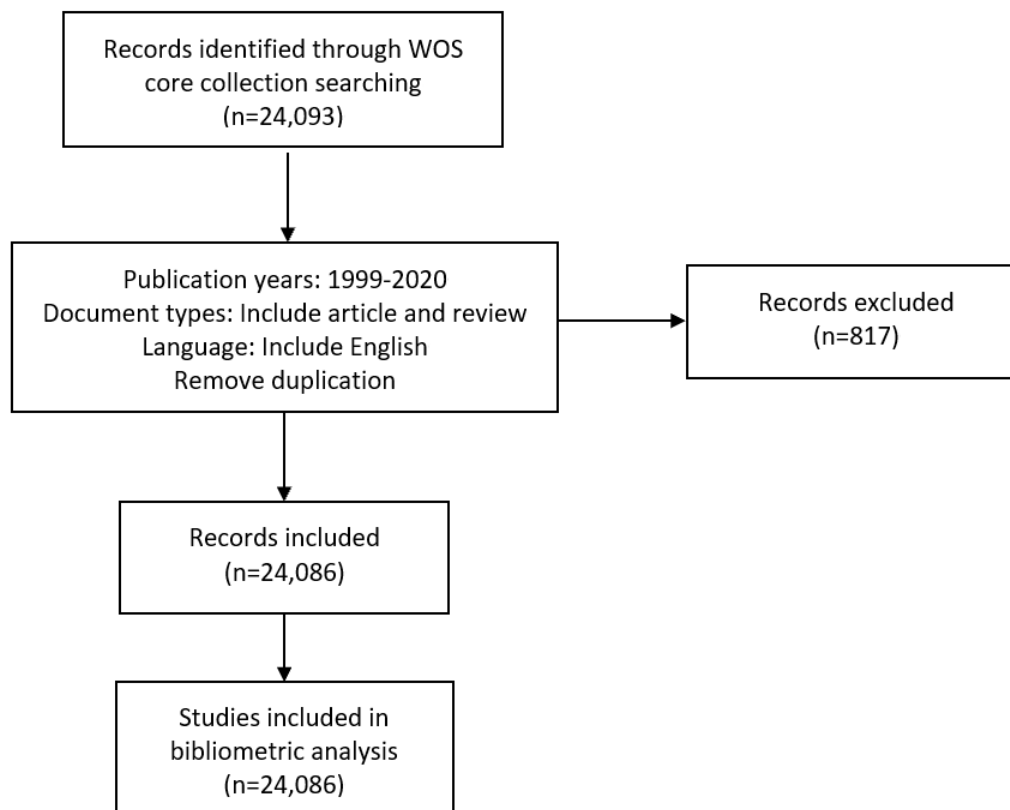 Records identified through WOS
core collection searching
(n=24,093)
Publication years: 1999-2020
Document types: Include article and review
Language: Include English
Remove duplication
Records excluded
(n=817)
Records included
(n=24,086)
Studies included in
bibliometric analysis
(n=24,086)